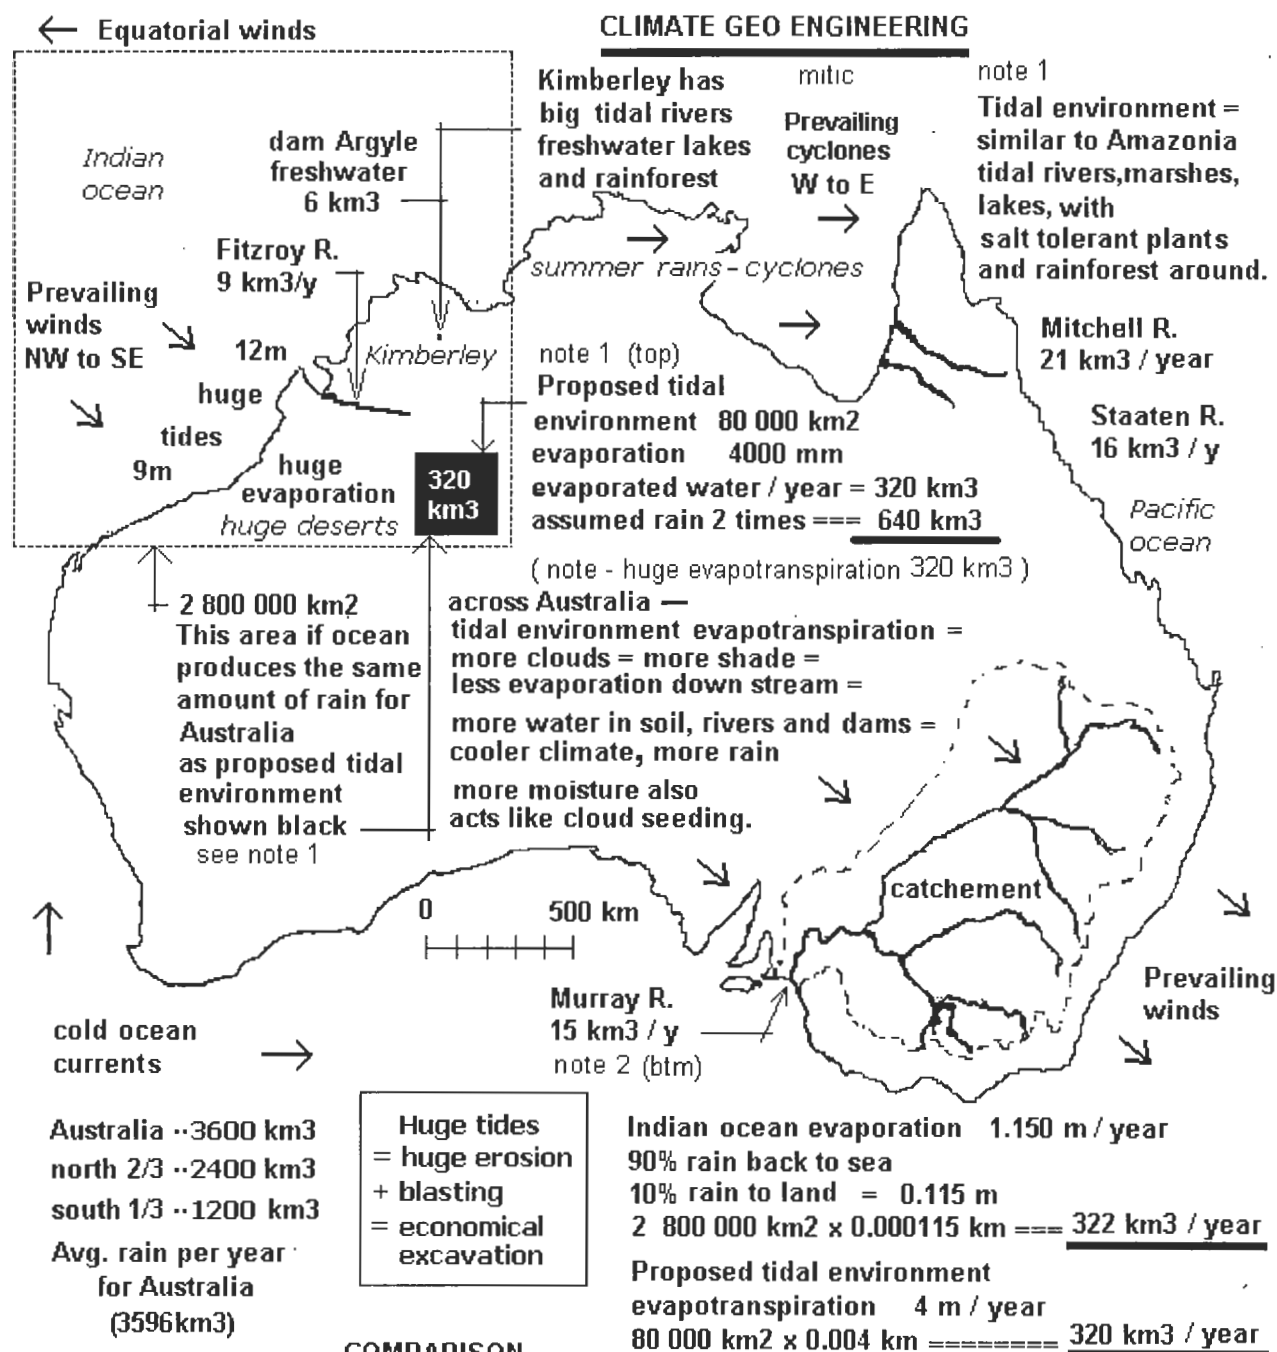 ← Equatorial winds
CLIMATE GEO ENGINEERING
Indian
ocean
dam Argyle
freshwater
6 km3
Kimberley has
big tidal rivers
freshwater lakes
and rainforest
mitic
Prevailing
cyclones
W to E
note 1
Tidal environment =
similar to Amazonia
tidal rivers,marshes,
lakes, with
salt tolerant plants
and rainforest around.
Fitzroy R.
9 km3/y
summer rains - cyclones
Prevailing
winds
NW to SE
12m
huge
tides
9m
Kimberley
Mitchell R.
21 km3 / year
Staaten R.
16 km3 / y
Pacific
ocean
huge
evaporation
huge deserts
320
km3
note 1 (top)
Proposed tidal
environment 80 000 km2
evaporation 4000 mm
evaporated water / year = 320 km3
assumed rain 2 times === 640 km3
( note - huge evapotranspiration 320 km3 )
2 800 000 km2
This area if ocean
produces the same
amount of rain for
Australia
as proposed tidal
environment
shown black
see note 1
across Australia —
tidal environment evapotranspiration =
more clouds = more shade =
less evaporation down stream =
more water in soil, rivers and dams =
cooler climate, more rain
more moisture also
acts like cloud seeding.
catchement
0 500 km
Murray R.
15 km3 / y
note 2 (btm)
Prevailing
winds
cold ocean
currents
Australia ··3600 km3
north 2/3 ··2400 km3
south 1/3 ··1200 km3
Avg. rain per year
for Australia
(3596km3)
Huge tides
= huge erosion
+ blasting
= economical
excavation
Indian ocean evaporation 1.150 m / year
90% rain back to sea
10% rain to land = 0.115 m
2 800 000 km2 x 0.000115 km === 322 km3 / year
Proposed tidal environment
evapotranspiration 4 m / year
80 000 km2 x 0.004 km ======== 320 km3 / year
COMPARISON